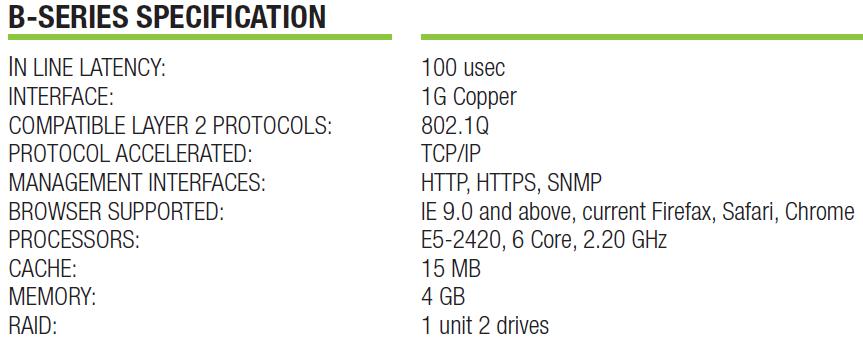 B-SERIES SPECIFICATION
IN LINE LATENCY: 100 usec
INTERFACE: 1G Copper
COMPATIBLE LAYER 2 PROTOCOLS: 802.1Q
PROTOCOL ACCELERATED: TCP/IP
MANAGEMENT INTERFACES: HTTP, HTTPS, SNMP
BROWSER SUPPORTED: IE 9.0 and above, current Firefax, Safari, Chrome
PROCESSORS: E5-2420, 6 Core, 2.20 GHz
CACHE: 15 MB
MEMORY: 4 GB
RAID: 1 unit 2 drives